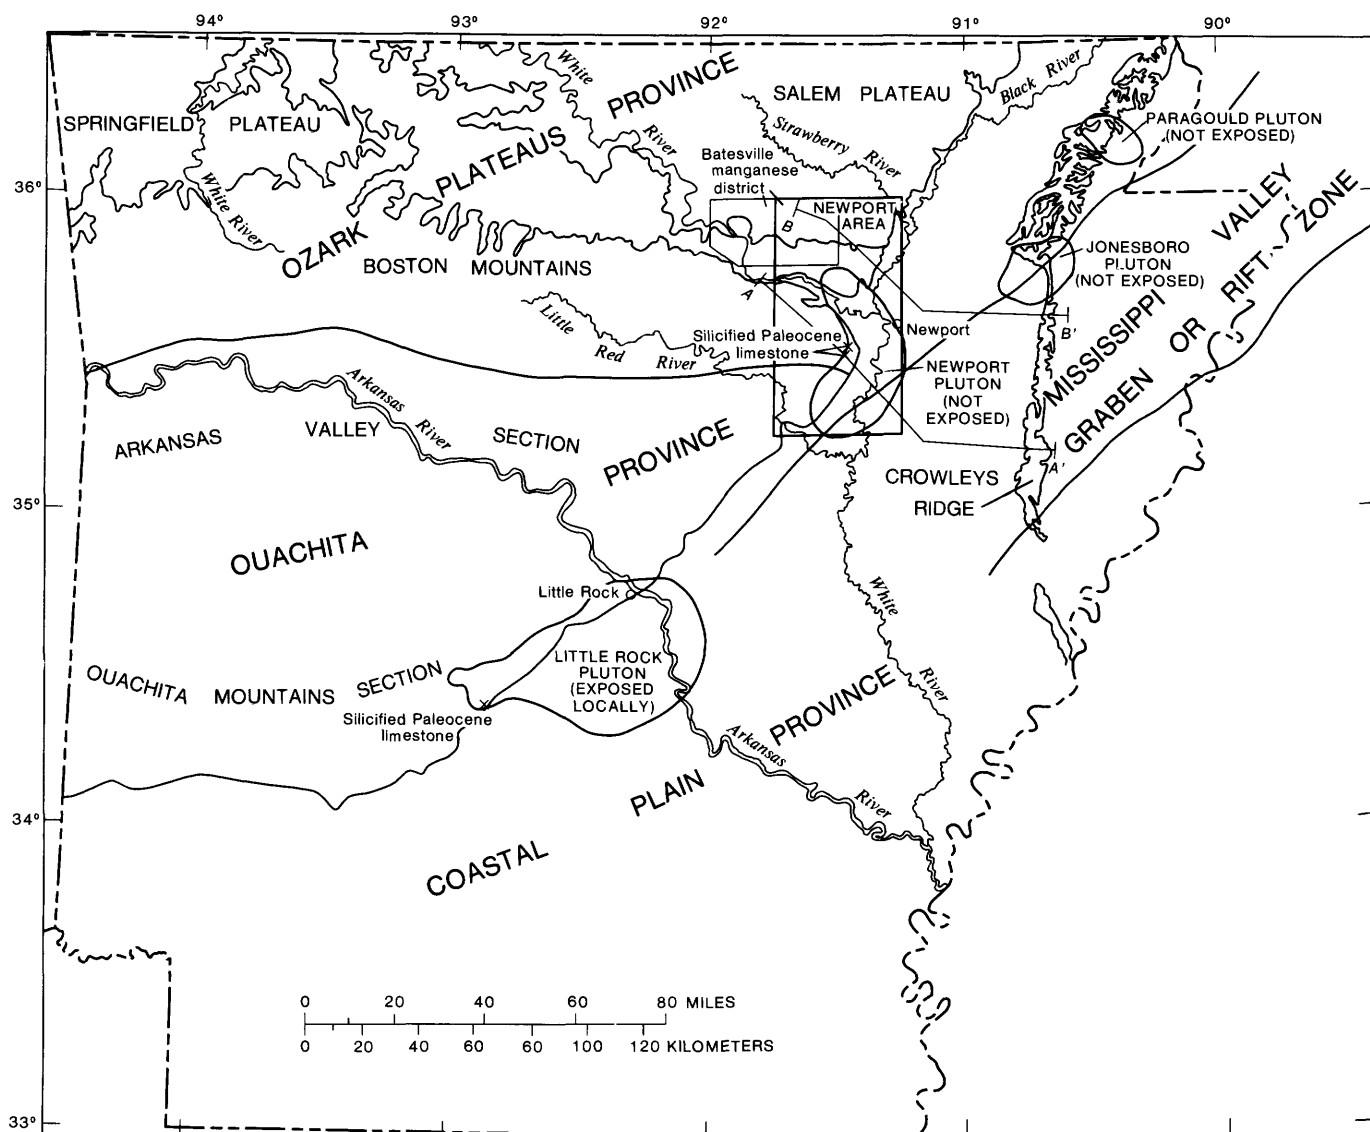 94° 93° 92° 91° 90°
36°
35°
34°
33°
SPRINGFIELD PLATEAU
White River
OZARK PLATEAUS PROVINCE
White River
SALEM PLATEAU
Strawberry River
Black River
PARAGOULD PLUTON
(NOT EXPOSED)
Batesville
manganese
district
NEWPORT
AREA
B
A
BOSTON MOUNTAINS
JONESBORO
PLUTON
(NOT EXPOSED)
MISSISSIPPI VALLEY
GRABEN OR RIFT ZONE
Little Red River
Silicified Paleocene
limestone
Newport
B'
NEWPORT
PLUTON
(NOT
EXPOSED)
A'
CROWLEYS
RIDGE
ARKANSAS VALLEY SECTION
Arkansas River
OUACHITA PROVINCE
Little Rock
LITTLE ROCK
PLUTON
(EXPOSED
LOCALLY)
OUACHITA MOUNTAINS SECTION
Silicified Paleocene
limestone
White River
Arkansas River
COASTAL PLAIN PROVINCE
0 20 40 60 80 MILES
0 20 40 60 60 100 120 KILOMETERS